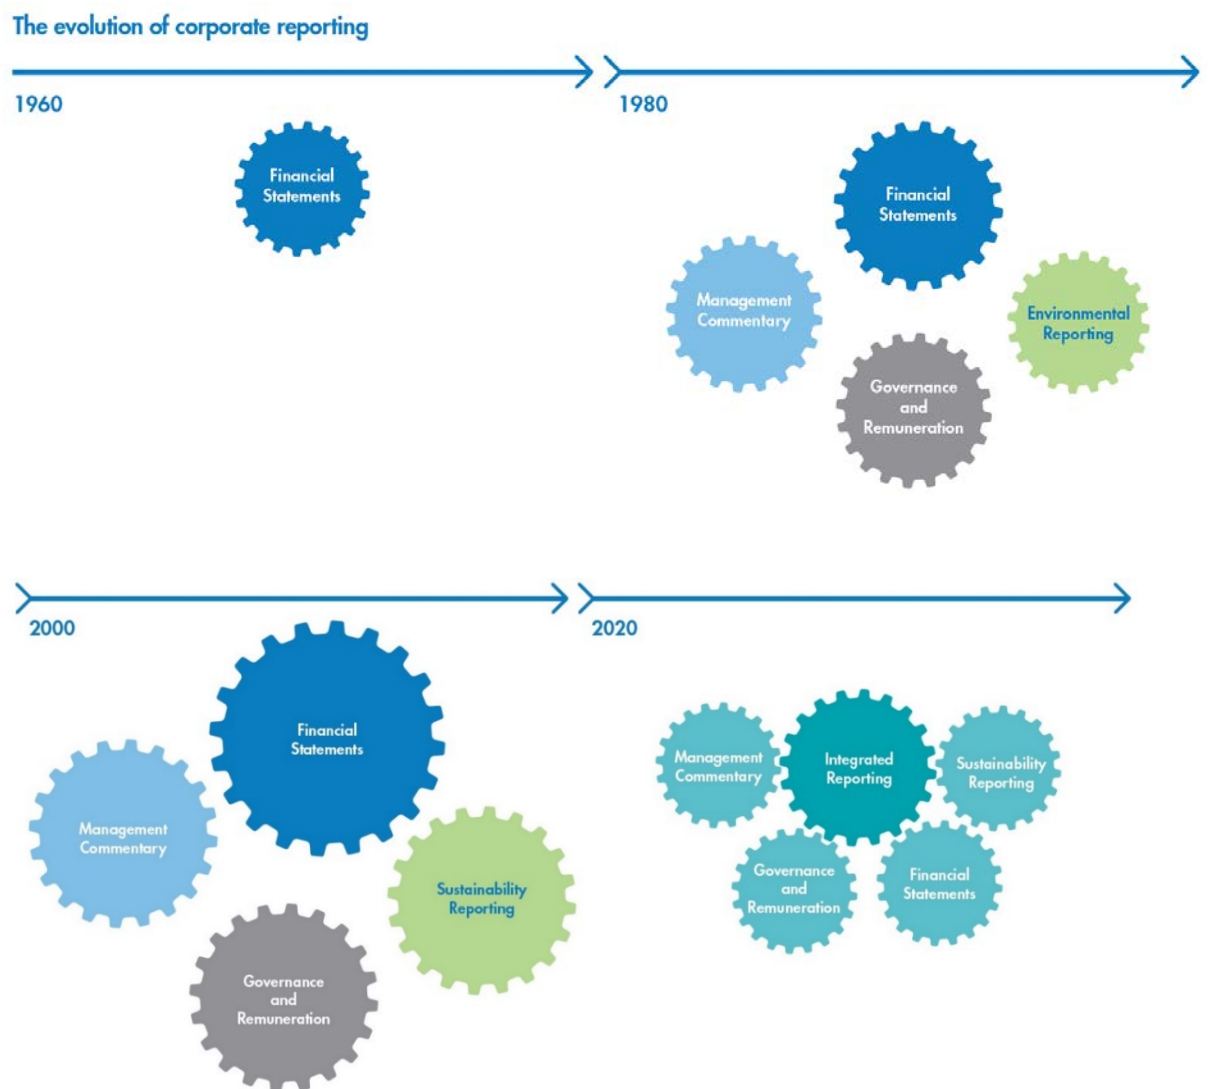 The evolution of corporate reporting
1960
1980
Financial
Statements
Financial
Statements
Management
Commentary
Environmental
Reporting
Governance
and
Remuneration
2000
2020
Financial
Statements
Management
Commentary
Sustainability
Reporting
Governance
and
Remuneration
Management
Commentary
Integrated
Reporting
Sustainability
Reporting
Governance
and
Remuneration
Financial
Statements